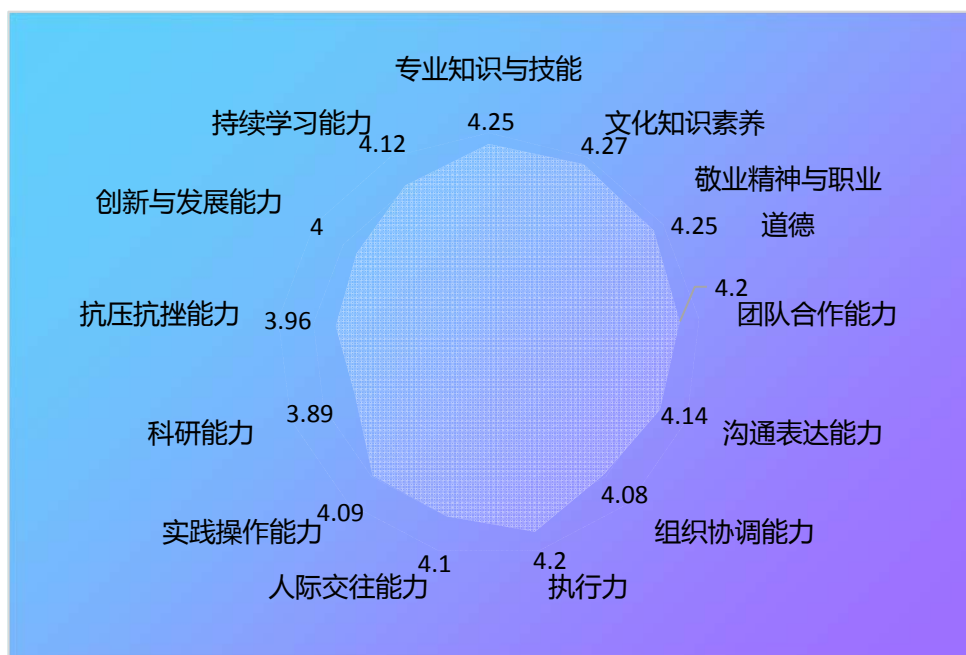 专业知识与技能
持续学习能力
4.25
文化知识素养
4.12
4.27
敬业精神与职业
道德
创新与发展能力
4
4.25
4.2
抗压抗挫能力
3.96
团队合作能力
科研能力
3.89
4.14
沟通表达能力
实践操作能力
4.09
4.08
组织协调能力
人际交往能力
4.1
4.2
执行力